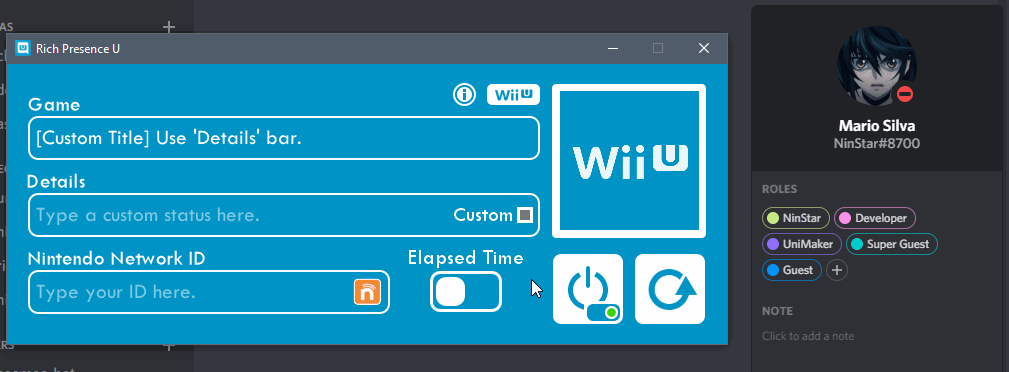 AS
Rich Presence U
Game
Wii U
[Custom Title] Use 'Details' bar.
Details
Type a custom status here.
Custom
Nintendo Network ID
Type your ID here.
Elapsed Time
Wii U
Mario Silva
NinStar#8700
ROLES
NinStar
Developer
UniMaker
Super Guest
Guest
NOTE
Click to add a note